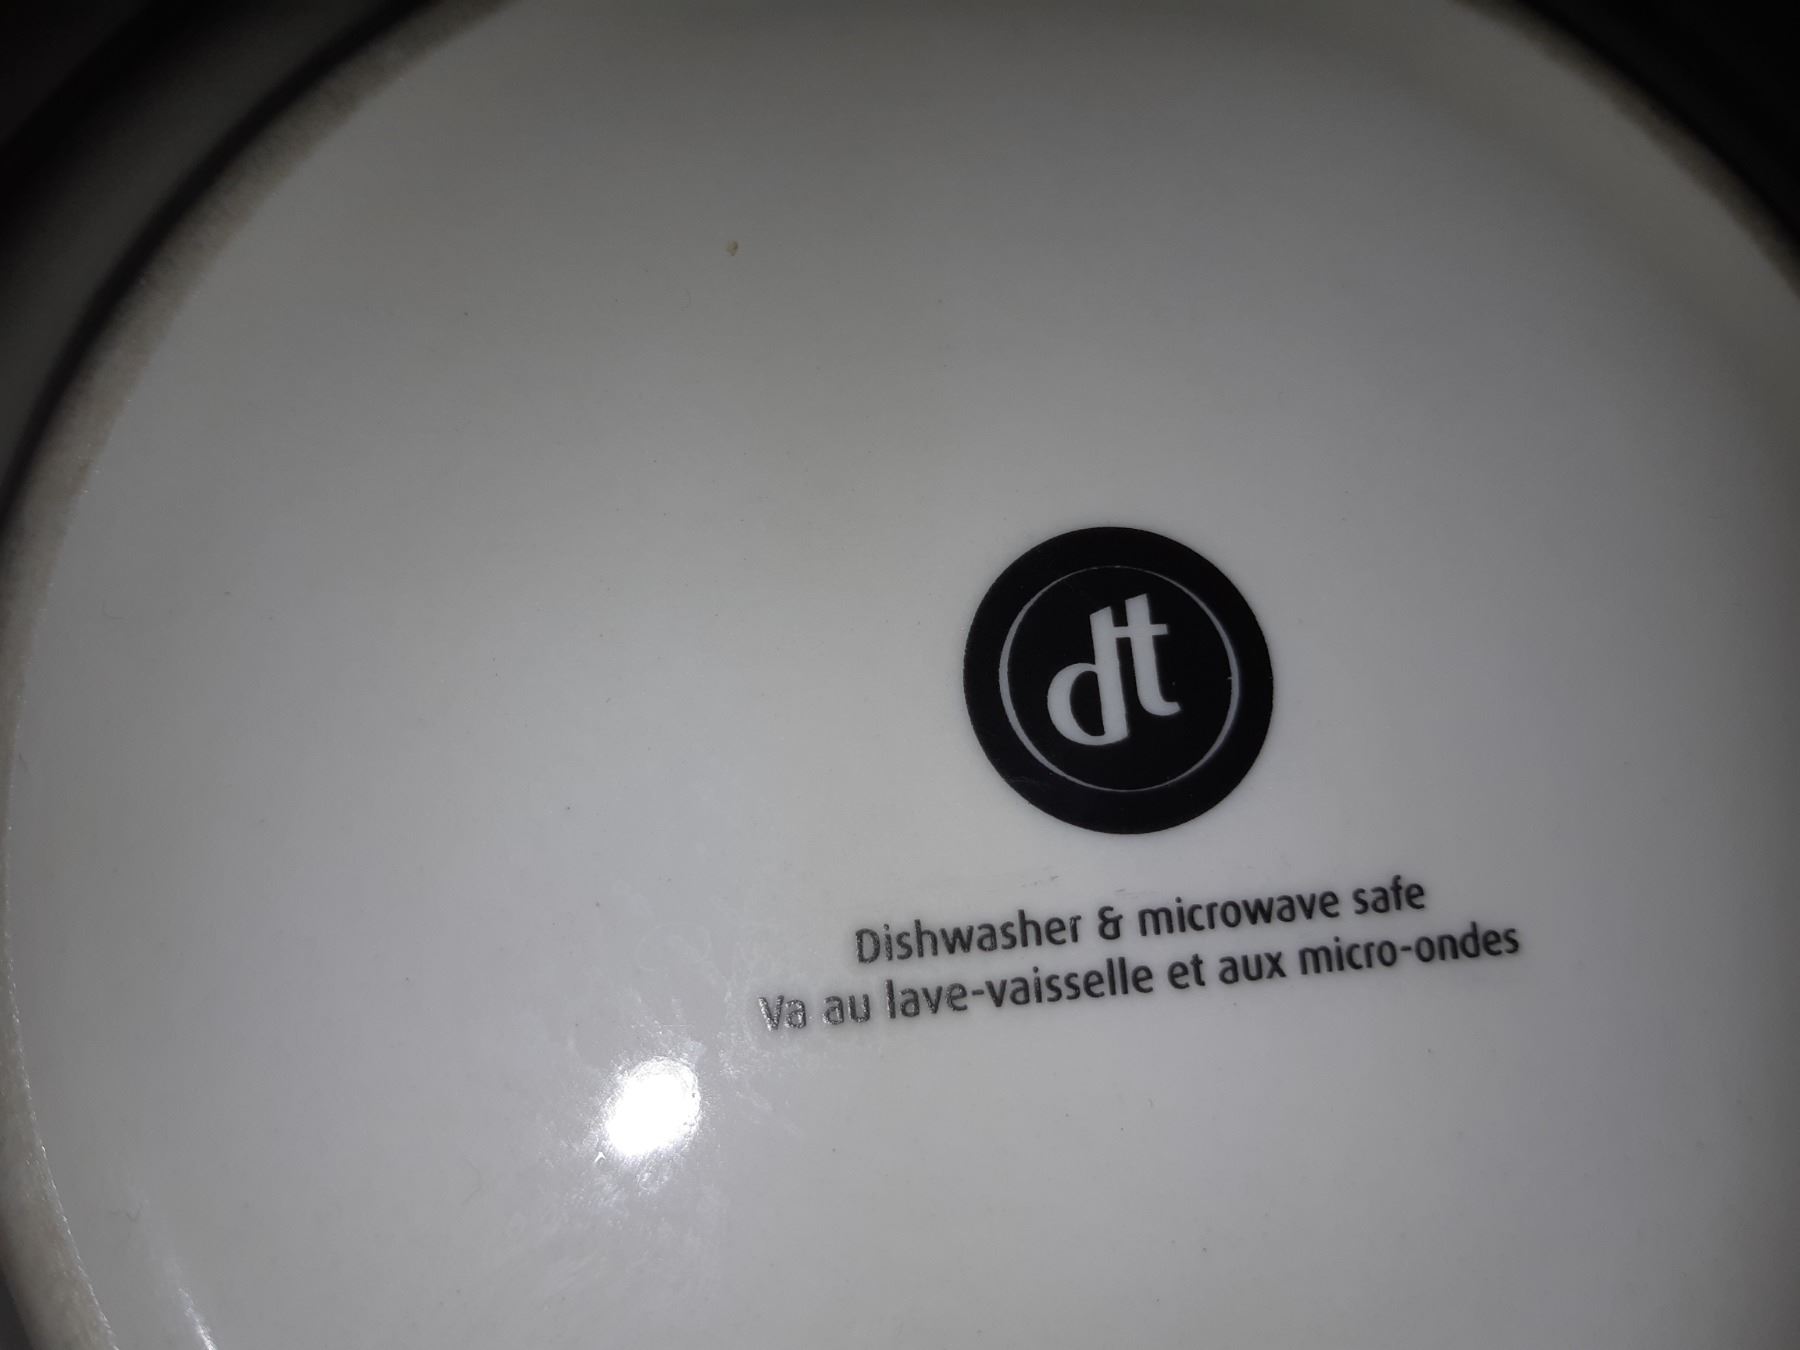 dt
Dishwasher & microwave safe
Va au lave-vaisselle et aux micro-ondes